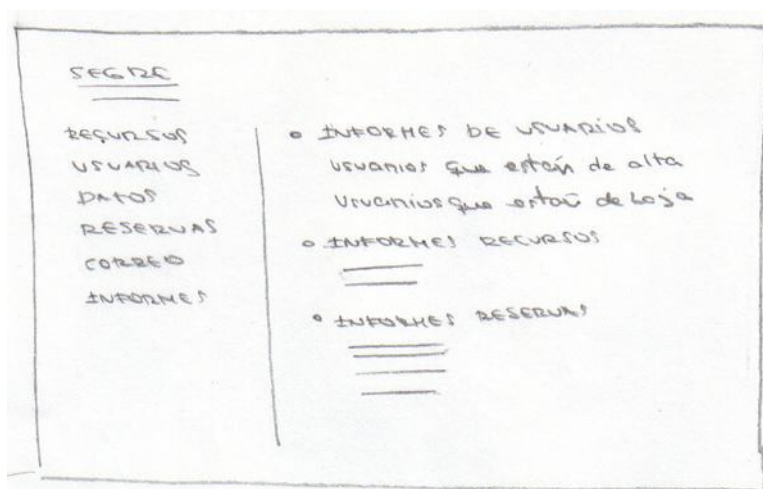 SEGRE
RECURSOS
USUARIOS
DATOS
RESERVAS
CORREO
INFORMES
INFORMES DE USUARIOS
usuarios que están de alta
usuarios que están de baja
INFORMES RECURSOS
INFORMES RESERVAS